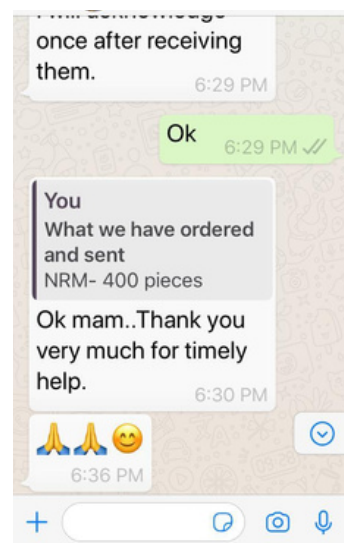 once after receiving
them.
6:29 PM
Ok
6:29 PM
You
What we have ordered
and sent
NRM- 400 pieces
Ok mam..Thank you
very much for timely
help.
6:30 PM
🙏🙏😊
6:36 PM